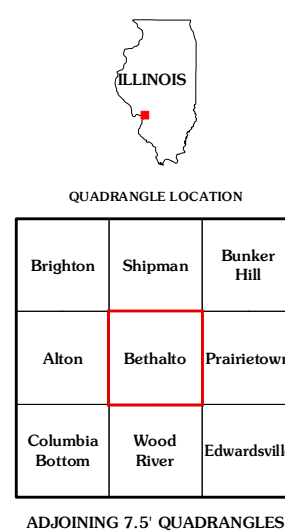 ILLINOIS
QUADRANGLE LOCATION
Brighton
Shipman
Bunker
Hill
Alton
Bethalto
Prairietown
Columbia
Bottom
Wood
River
Edwardsville
ADJOINING 7.5' QUADRANGLES